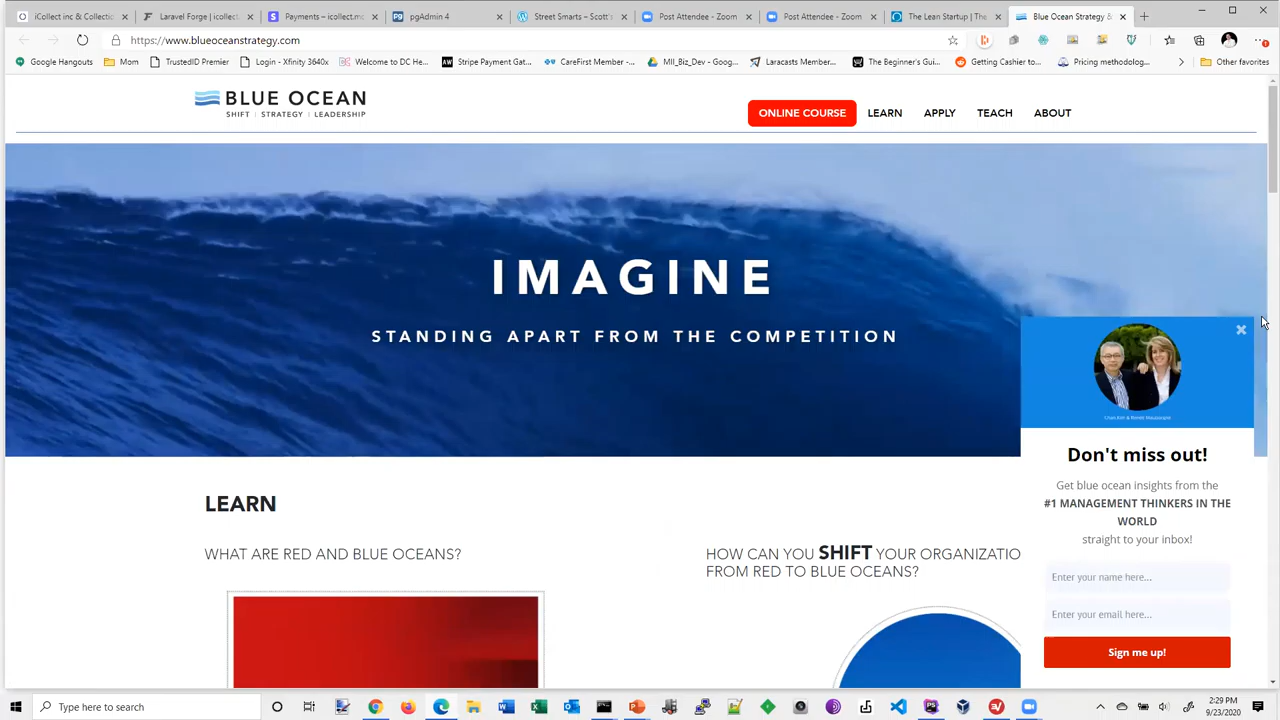 iCollect Inc & Collection
Laravel Forge | icollect
Payments – icollect.mo
pgAdmin 4
Street Smarts – Scott's
Post Attendee - Zoom
Post Attendee - Zoom
The Lean Startup | The
Blue Ocean Strategy &
https://www.blueoceanstrategy.com
Google Hangouts
Mom
TrustedID Premier
Login - Xfinity 3640x
Welcome to DC He...
Stripe Payment Gat...
CareFirst Member -...
MII_Biz_Dev – Goog...
Laracasts Member...
The Beginner's Gui...
Getting Cashier to...
Pricing methodolog...
Other favorites
BLUE OCEAN
SHIFT | STRATEGY | LEADERSHIP
ONLINE COURSE
LEARN
APPLY
TEACH
ABOUT
IMAGINE
STANDING APART FROM THE COMPETITION
LEARN
WHAT ARE RED AND BLUE OCEANS?
HOW CAN YOU SHIFT YOUR ORGANIZATIO
FROM RED TO BLUE OCEANS?
Don't miss out!
Get blue ocean insights from the
#1 MANAGEMENT THINKERS IN THE
WORLD
straight to your inbox!
Enter your name here...
Enter your email here...
Sign me up!
Type here to search
2:29 PM
9/23/2020